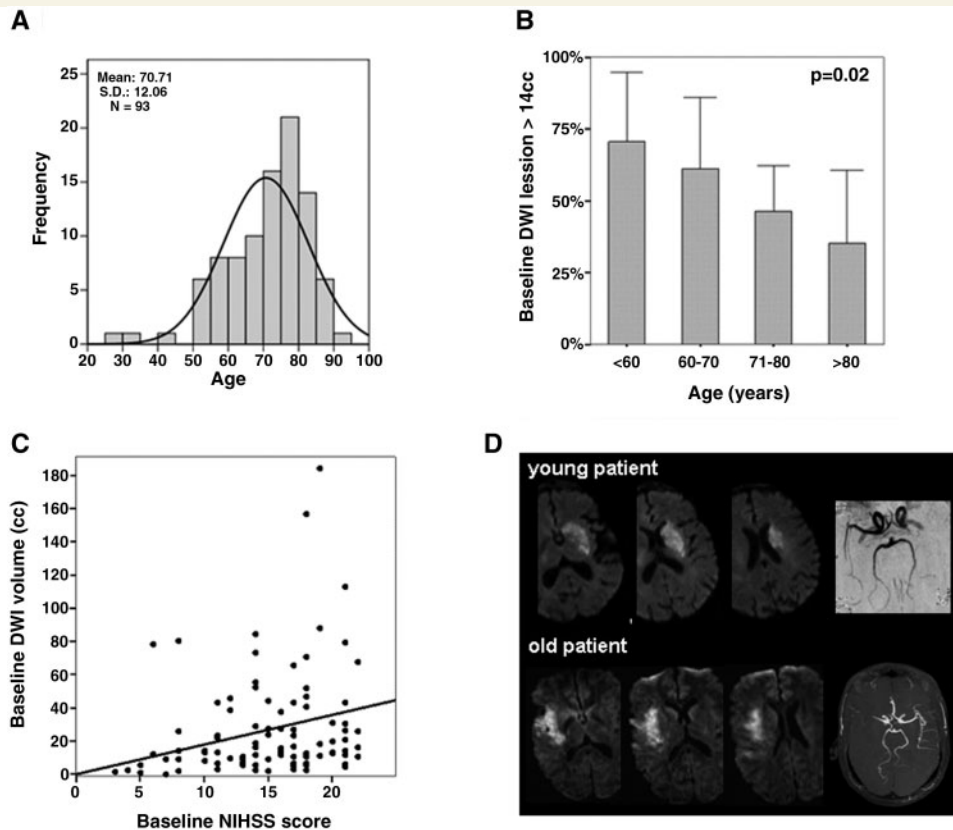 A
Mean: 70.71
S.D.: 12.06
N = 93
Frequency
25
20
15
10
5
0
20 30 40 50 60 70 80 90 100
Age
B
p=0.02
Baseline DWI lession > 14cc
100%
75%
50%
25%
0%
<60 60-70 71-80 >80
Age (years)
C
Baseline DWI volume (cc)
180
160
140
120
100
80
60
40
20
0
0 5 10 15 20
Baseline NIHSS score
D
young patient
old patient